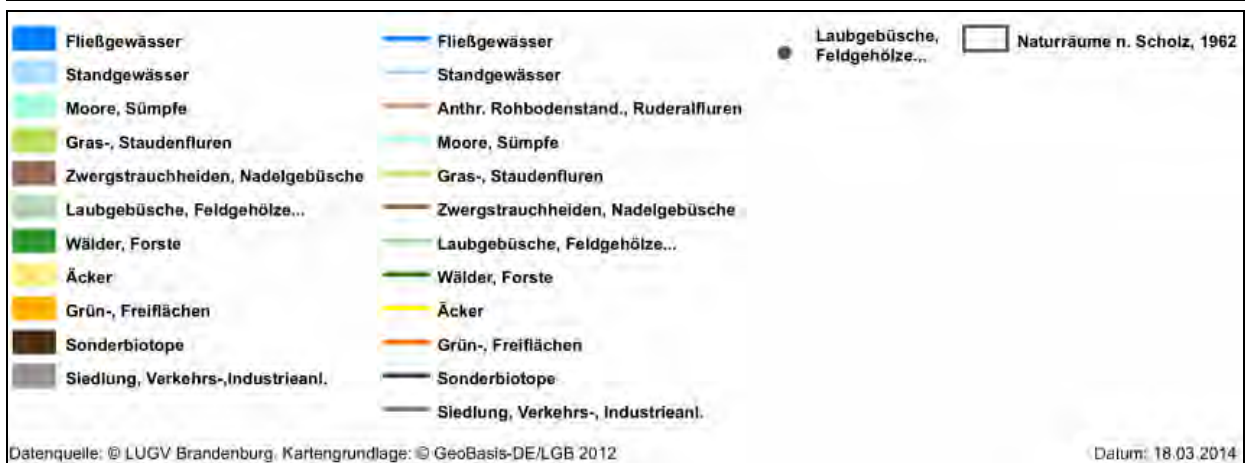 Fließgewässer
Standgewässer
Moore, Sümpfe
Gras-, Staudenfluren
Zwergstrauchheiden, Nadelgebüsche
Laubgebüsche, Feldgehölze...
Wälder, Forste
Äcker
Grün-, Freiflächen
Sonderbiotope
Siedlung, Verkehrs-,Industrieanl.
Fließgewässer
Standgewässer
Anthr. Rohbodenstand., Ruderalfluren
Moore, Sümpfe
Gras-, Staudenfluren
Zwergstrauchheiden, Nadelgebüsche
Laubgebüsche, Feldgehölze...
Wälder, Forste
Äcker
Grün-, Freiflächen
Sonderbiotope
Siedlung, Verkehrs-, Industrieanl.
Laubgebüsche,
Feldgehölze...
Naturräume n. Scholz, 1962
Datenquelle: © LUGV Brandenburg. Kartengrundlage: © GeoBasis-DE/LGB 2012
Datum: 18.03.2014